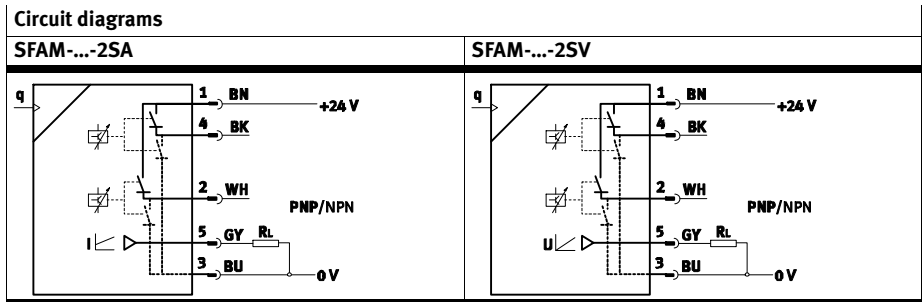 Circuit diagrams
SFAM-...-2SA
SFAM-...-2SV
q
1 BN
+24 V
4 BK
2 WH
PNP/NPN
I
5 GY RL
3 BU
0 V
q
1 BN
+24 V
4 BK
2 WH
PNP/NPN
U
5 GY RL
3 BU
0 V